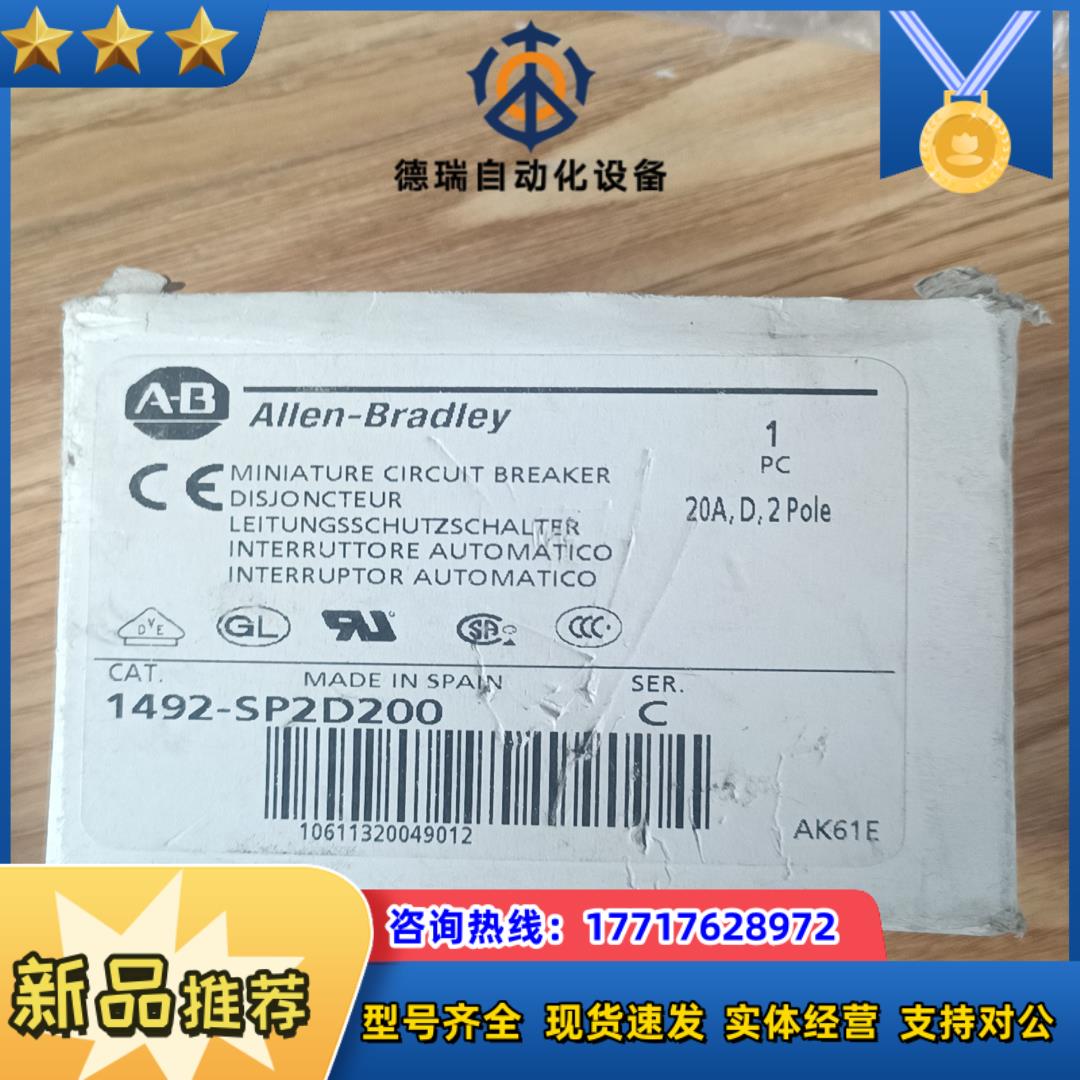 德瑞自动化设备
A-B
Allen-Bradley
1
PC
CE
MINIATURE CIRCUIT BREAKER
DISJONCTEUR
LEITUNGSSCHUTZSCHALTER
INTERRUTTORE AUTOMATICO
INTERRUPTOR AUTOMATICO
20A, D, 2 Pole
DVE
GL
SA
CCC
CAT.
MADE IN SPAIN
SER.
1492-SP2D200
C
10611320049012
AK61E
咨询热线：17717628972
新品推荐
型号齐全 现货速发 实体经营 支持对公